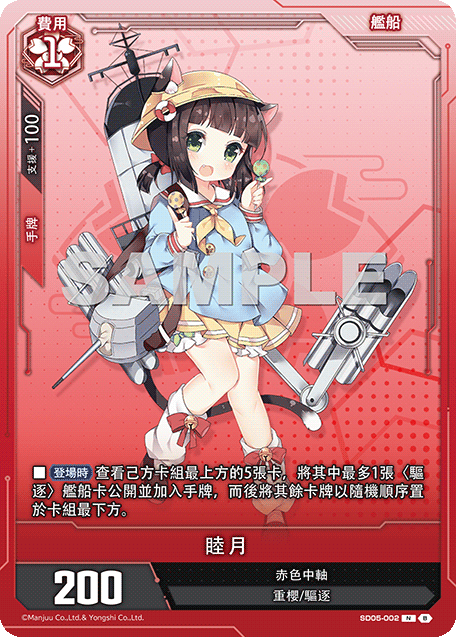 費用
1
艦船
支援+100
手牌
SAMPLE
■ 登場時 查看己方卡組最上方的5張卡，將其中最多1張〈驅
逐〉艦船卡公開並加入手牌，而後將其餘卡牌以隨機順序置
於卡組最下方。
睦月
200
赤色中軸
重櫻/驅逐
©Manjuu Co.,Ltd.& Yongshi Co.,Ltd.
SD05-002 N B